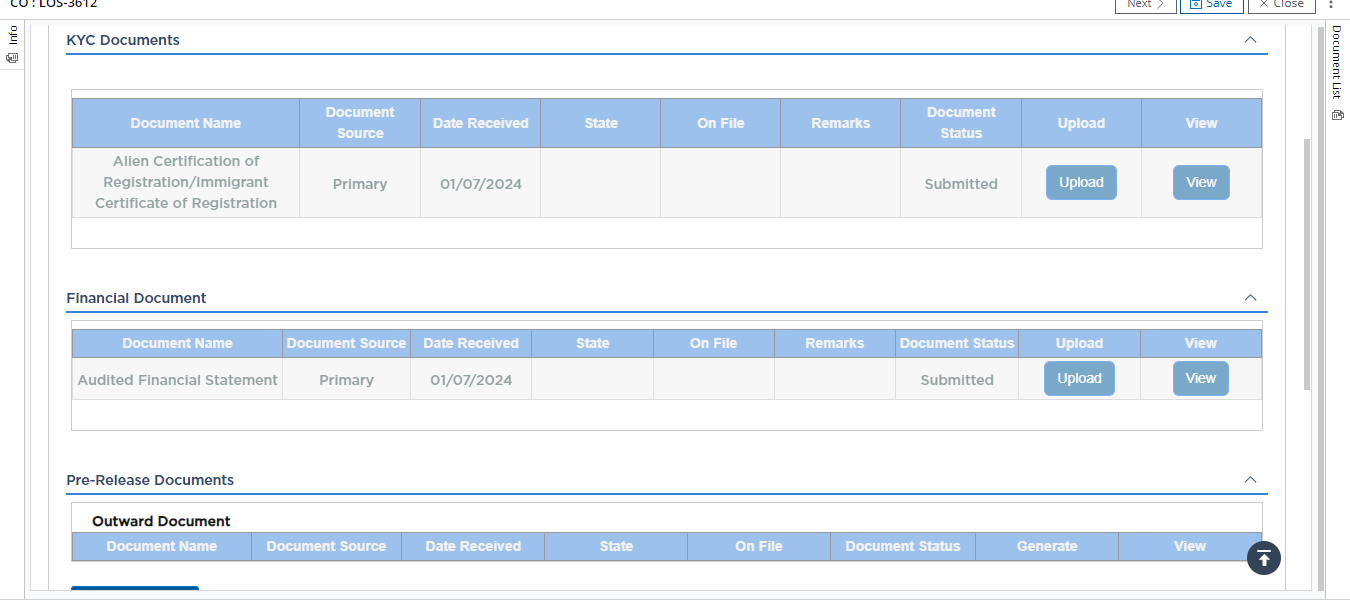 CO : LOS-3612
Next
Save
Close
Info
Document List
KYC Documents
Document Name Document Source Date Received State On File Remarks Document Status Upload View
Alien Certification of
Registration/Immigrant
Certificate of Registration
Primary 01/07/2024 Submitted Upload View
Financial Document
Document Name Document Source Date Received State On File Remarks Document Status Upload View
Audited Financial Statement Primary 01/07/2024 Submitted Upload View
Pre-Release Documents
Outward Document
Document Name Document Source Date Received State On File Document Status Generate View